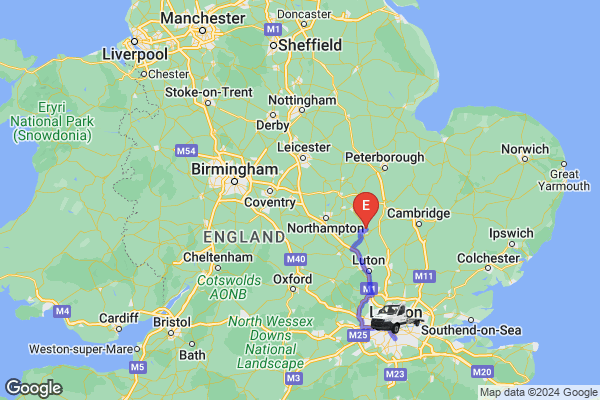 Doncaster
Manchester
M1
Liverpool
Sheffield
Chester
Eryri
National Park
(Snowdonia)
Stoke-on-Trent
Nottingham
Derby
M54
Leicester
Peterborough
Norwich
Birmingham
Great
Yarmouth
Coventry
E
Northampton
Cambridge
ENGLAND
Ipswich
M40
Luton
Cheltenham
M11
Colchester
Cotswolds
AONB
Oxford
M1
M4
Cardiff
Bristol
North Wessex
Downs
National
Landscape
M25
Southend-on-Sea
Weston-super-Mare
Bath
M5
M3
M23
M20
Google
Google
Map data ©2024 Google